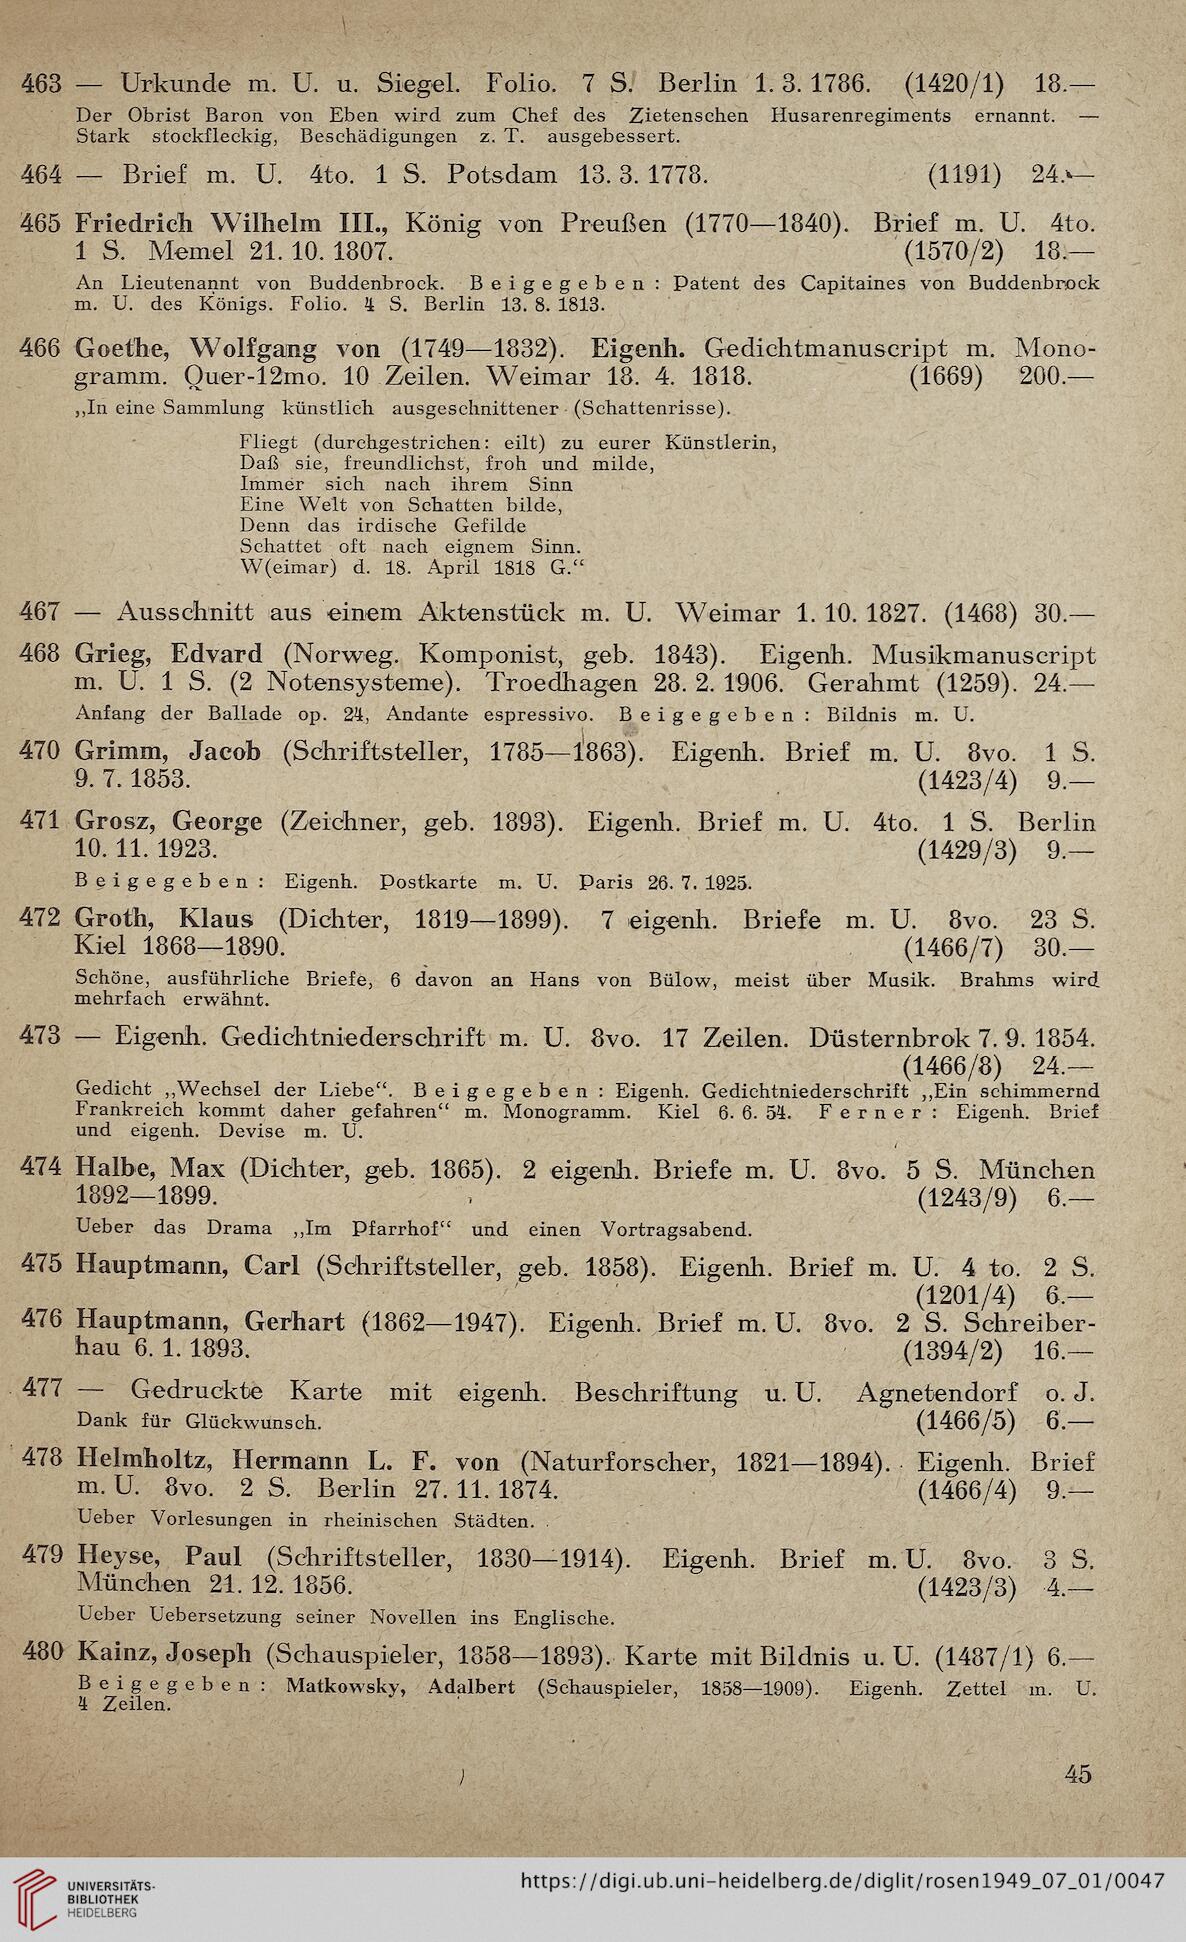 463 — Urkunde m. U. u. Siegel. Folio. 7 S. Berlin 1. 3. 1786. (1420/1) 18.—
Der Obrist Baron von Eben wird zum Chef des Zietenschen Husarenregiments ernannt. —
Stark stockfleckig, Beschädigungen z. T. ausgebessert.
464 — Brief m. U. 4to. 1 S. Potsdam 13. 3. 1778. (1191) 24.—
465 Friedrich Wilhelm III., König von Preußen (1770—1840). Brief m. U. 4to.
1 S. Memel 21. 10. 1807. (1570/2) 18.—
An Lieutenannt von Buddenbrock. Beigegeben: Patent des Capitaines von Buddenbrock
m. U. des Königs. Folio. 4 S. Berlin 13. 8. 1813.
466 Goethe, Wolfgang von (1749—1832). Eigenh. Gedichtmanuscript m. Mono-
gramm. Quer-12mo. 10 Zeilen. Weimar 18. 4. 1818. (1669) 200.—
„In eine Sammlung künstlich ausgeschnittener (Schattenrisse).
Fliegt (durchgestrichen: eilt) zu eurer Künstlerin,
Daß sie, freundlichst, froh und milde,
Immer sich nach ihrem Sinn
Eine Welt von Schatten bilde,
Denn das irdische Gefilde
Schattet oft nach eignem Sinn.
W(eimar) d. 18. April 1818 G.“
467 — Ausschnitt aus einem Aktenstück m. U. Weimar 1. 10. 1827. (1468) 30.—
468 Grieg, Edvard (Norweg. Komponist, geb. 1843). Eigenh. Musikmanuscript
m. U. 1 S. (2 Notensysteme). Troedhagen 28. 2. 1906. Gerahmt (1259). 24.—
Anfang der Ballade op. 24, Andante espressivo. Beigegeben: Bildnis m. U.
470 Grimm, Jacob (Schriftsteller, 1785—1863). Eigenh. Brief m. U. 8vo. 1 S.
9. 7. 1853. (1423/4) 9.—
471 Grosz, George (Zeichner, geb. 1893). Eigenh. Brief m. U. 4to. 1 S. Berlin
10. 11. 1923. (1429/3) 9.—
Beigegeben: Eigenh. Postkarte m. U. Paris 26. 7. 1925.
472 Groth, Klaus (Dichter, 1819—1899). 7 eigenh. Briefe m. U. 8vo. 23 S.
Kiel 1868—1890. (1466/7) 30.—
Schöne, ausführliche Briefe, 6 davon an Hans von Bülow, meist über Musik. Brahms wird
mehrfach erwähnt.
473 — Eigenh. Gedichtniederschrift m. U. 8vo. 17 Zeilen. Düsternbrok 7. 9. 1854.
(1466/8) 24.—
Gedicht „Wechsel der Liebe“. Beigegeben: Eigenh. Gedichtniederschrift „Ein schimmernd
Frankreich kommt daher gefahren“ m. Monogramm. Kiel 6. 6. 54. Ferner: Eigenh. Brief
und eigenh. Devise m. U.
474 Halbe, Max (Dichter, geb. 1865). 2 eigenh. Briefe m. U. 8vo. 5 S. München
1892—1899. (1243/9) 6.—
Ueber das Drama „Im Pfarrhof“ und einen Vortragsabend.
475 Hauptmann, Carl (Schriftsteller, geb. 1858). Eigenh. Brief m. U. 4 to. 2 S.
(1201/4) 6.—
476 Hauptmann, Gerhart (1862—1947). Eigenh. Brief m. U. 8vo. 2 S. Schreiber-
hau 6. 1. 1893. (1394/2) 16.—
477 — Gedruckte Karte mit eigenh. Beschriftung u. U. Agnetendorf o. J.
Dank für Glückwunsch. (1466/5) 6.—
478 Helmholtz, Hermann L. F. von (Naturforscher, 1821—1894). Eigenh. Brief
m. U. 8vo. 2 S. Berlin 27. 11. 1874. (1466/4) 9.—
Ueber Vorlesungen in rheinischen Städten.
479 Heyse, Paul (Schriftsteller, 1830—1914). Eigenh. Brief m. U. 8vo. 3 S.
München 21. 12. 1856. (1423/3) 4.—
Ueber Uebersetzung seiner Novellen ins Englische.
480 Kainz, Joseph (Schauspieler, 1858—1893). Karte mit Bildnis u. U. (1487/1) 6.—
Beigegeben: Matkowsky, Adalbert (Schauspieler, 1858—1909). Eigenh. Zettel m. U.
4 Zeilen.
45
UNIVERSITÄTS-
BIBLIOTHEK
HEIDELBERG
https://digi.ub.uni-heidelberg.de/diglit/rosen1949_07_01/0047